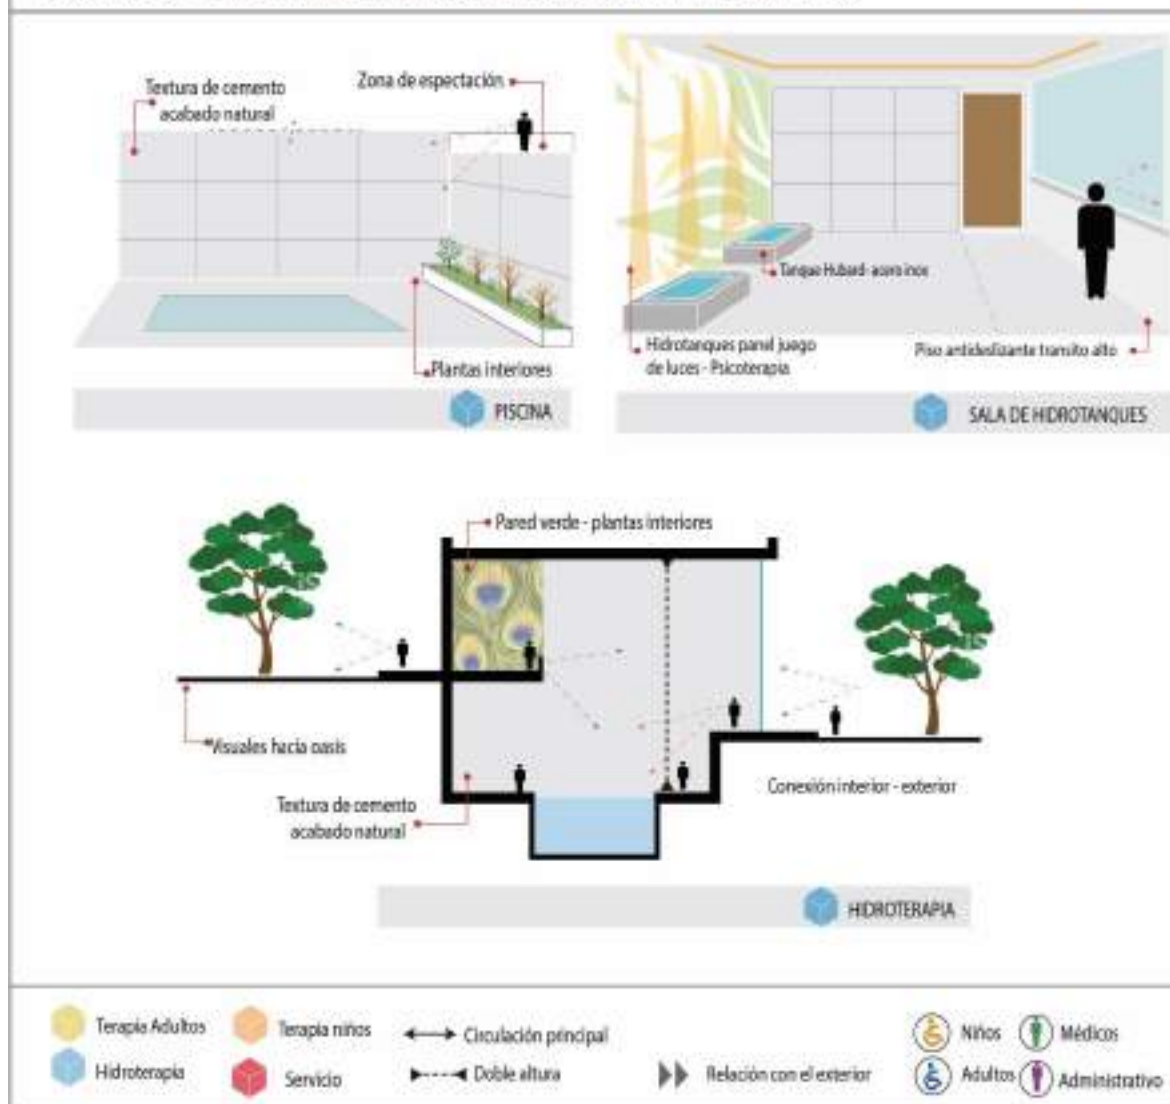 Textura de cemento
acabado natural
Zona de espectación
Plantas interiores
PISCINA
Tanque Hubard- acero inox
Hidrotanques panel juego
de luces - Psicoterapia
Piso antideslizante transito alto
SALA DE HIDROTANQUES
Pared verde - plantas interiores
Visuales hacia oasis
Textura de cemento
acabado natural
Conexión interior - exterior
HIDROTERAPIA
Terapia Adultos
Terapia niños
Circulación principal
Niños
Médicos
Hidroterapia
Servicio
Doble altura
Relación con el exterior
Adultos
Administrativo